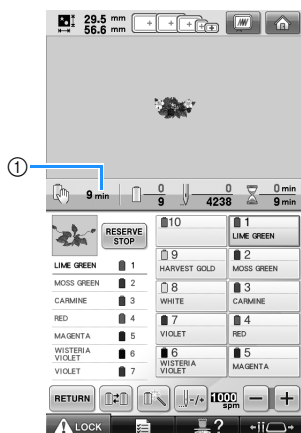 29.5 mm
56.6 mm
1
9 min
0
9
0
4238
0 min
9 min
RESERVE
STOP
LIME GREEN 1
MOSS GREEN 2
CARMINE 3
RED 4
MAGENTA 5
WISTERIA
VIOLET 6
VIOLET 7
10
1
LIME GREEN
9
HARVEST GOLD
2
MOSS GREEN
8
WHITE
3
CARMINE
7
VIOLET
4
RED
6
WISTERIA
VIOLET
5
MAGENTA
RETURN
-/+
1000
spm
− +
LOCK
?